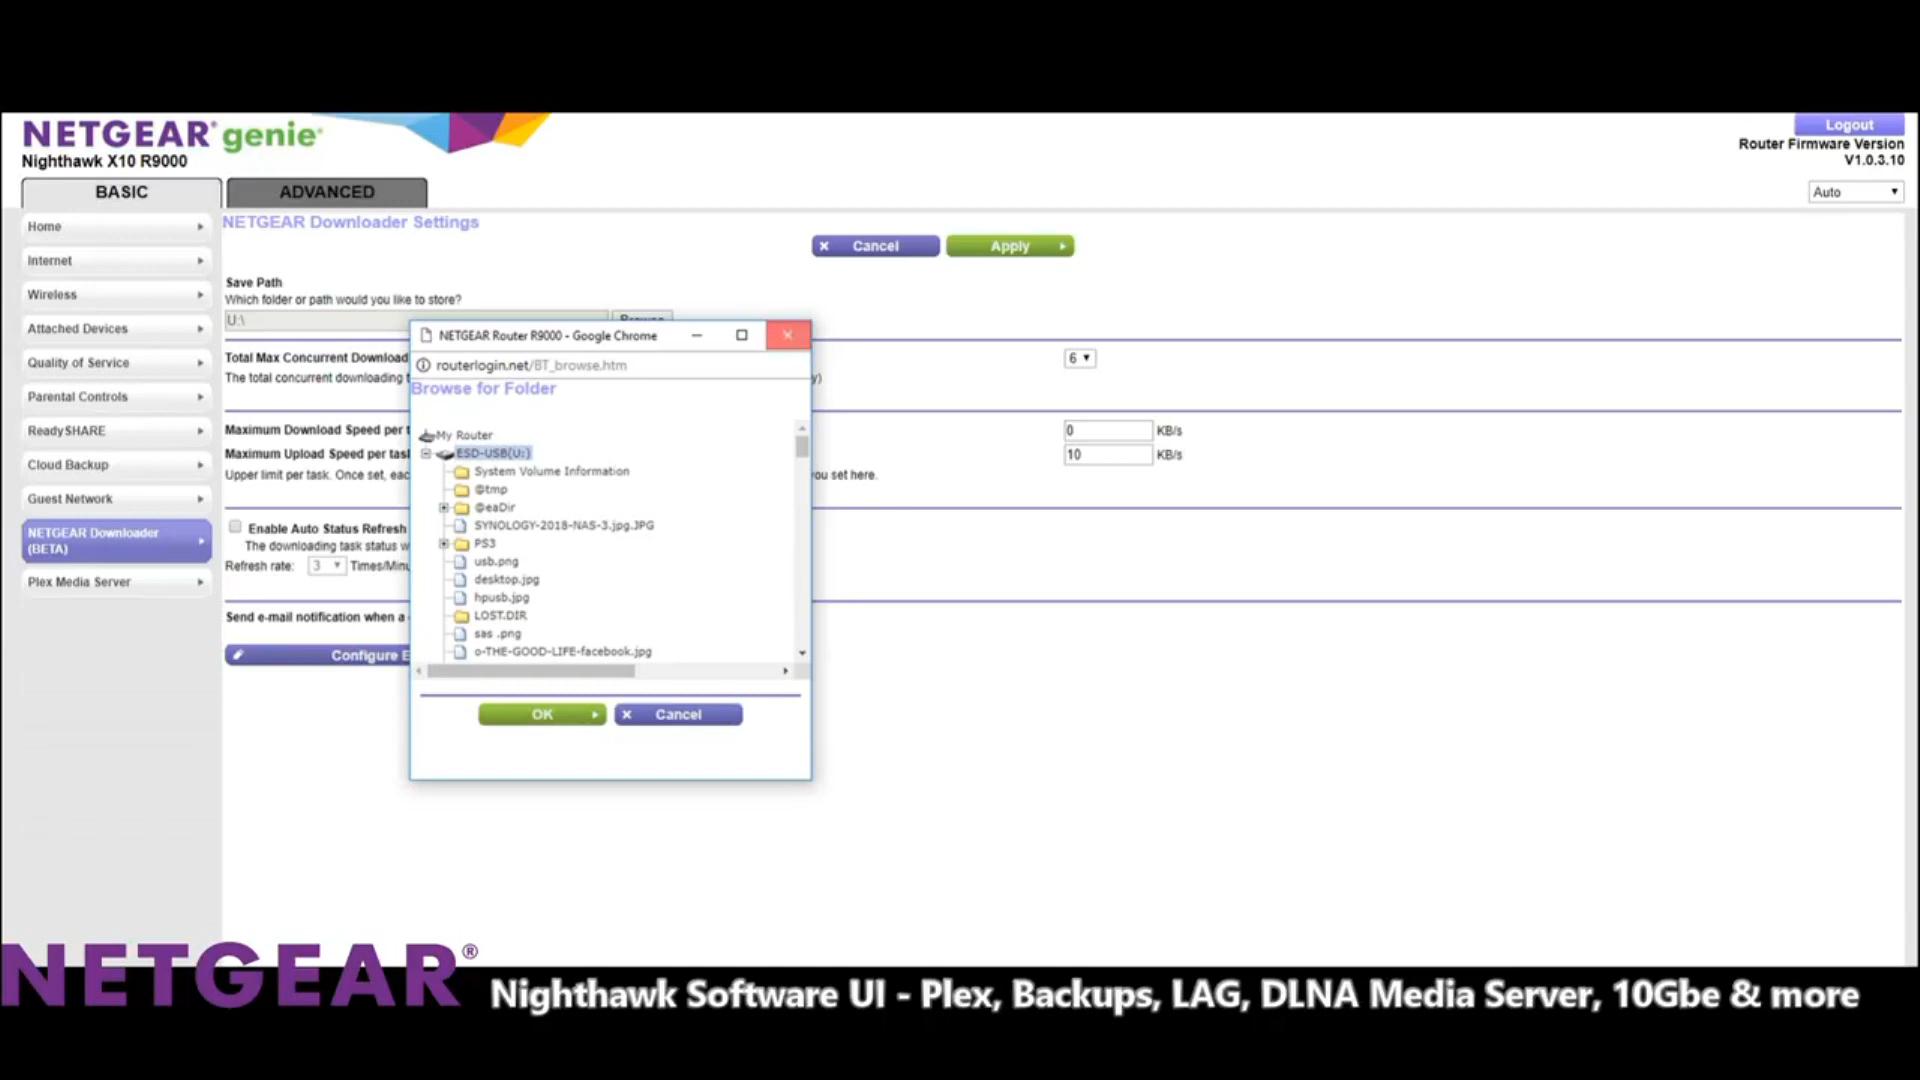 NETGEAR® genie®
Nighthawk X10 R9000
Logout
Router Firmware Version
V1.0.3.10
BASIC
ADVANCED
Auto
Home
Internet
Wireless
Attached Devices
Quality of Service
Parental Controls
ReadySHARE
Cloud Backup
Guest Network
NETGEAR Downloader
(BETA)
Plex Media Server
NETGEAR Downloader Settings
Cancel
Apply
Save Path
Which folder or path would you like to store?
U:\
Total Max Concurrent Download
6
The total concurrent downloading
y)
Maximum Download Speed per
0 KB/s
Maximum Upload Speed per
10 KB/s
Upper limit per task. Once set,
ou set here.
Enable Auto Status Refresh
The downloading task status
Refresh rate: 3
Send e-mail notification when a
Configure
NETGEAR Router R9000 - Google Chrome
routerlogin.net/BT_browse.htm
Browse for Folder
My Router
ESD-USB(U:)
System Volume Information
@tmp
@eaDir
SYNOLOGY-2018-NAS-3.jpg.JPG
PS3
usb.png
desktop.jpg
hpusb.jpg
LOST.DIR
sas .png
o-THE-GOOD-LIFE-facebook.jpg
OK
Cancel
NETGEAR®
Nighthawk Software UI - Plex, Backups, LAG, DLNA Media Server, 10Gbe & more